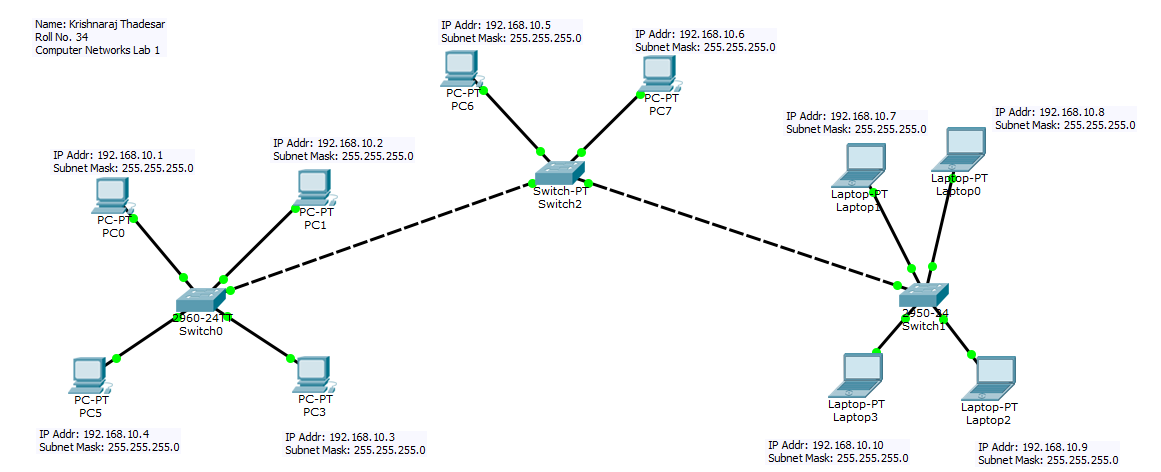 Name: Krishnaraj Thadesar
Roll No. 34
Computer Networks Lab 1
IP Addr: 192.168.10.5
Subnet Mask: 255.255.255.0
PC-PT
PC6
IP Addr: 192.168.10.6
Subnet Mask: 255.255.255.0
PC-PT
PC7
IP Addr: 192.168.10.7
Subnet Mask: 255.255.255.0
Laptop-PT
Laptop1
IP Addr: 192.168.10.8
Subnet Mask: 255.255.255.0
Laptop-PT
Laptop0
IP Addr: 192.168.10.1
Subnet Mask: 255.255.255.0
PC-PT
PC0
IP Addr: 192.168.10.2
Subnet Mask: 255.255.255.0
PC-PT
PC1
Switch-PT
Switch2
2960-24TT
Switch0
2950-24
Switch1
PC-PT
PC5
IP Addr: 192.168.10.4
Subnet Mask: 255.255.255.0
PC-PT
PC3
IP Addr: 192.168.10.3
Subnet Mask: 255.255.255.0
Laptop-PT
Laptop3
IP Addr: 192.168.10.10
Subnet Mask: 255.255.255.0
Laptop-PT
Laptop2
IP Addr: 192.168.10.9
Subnet Mask: 255.255.255.0